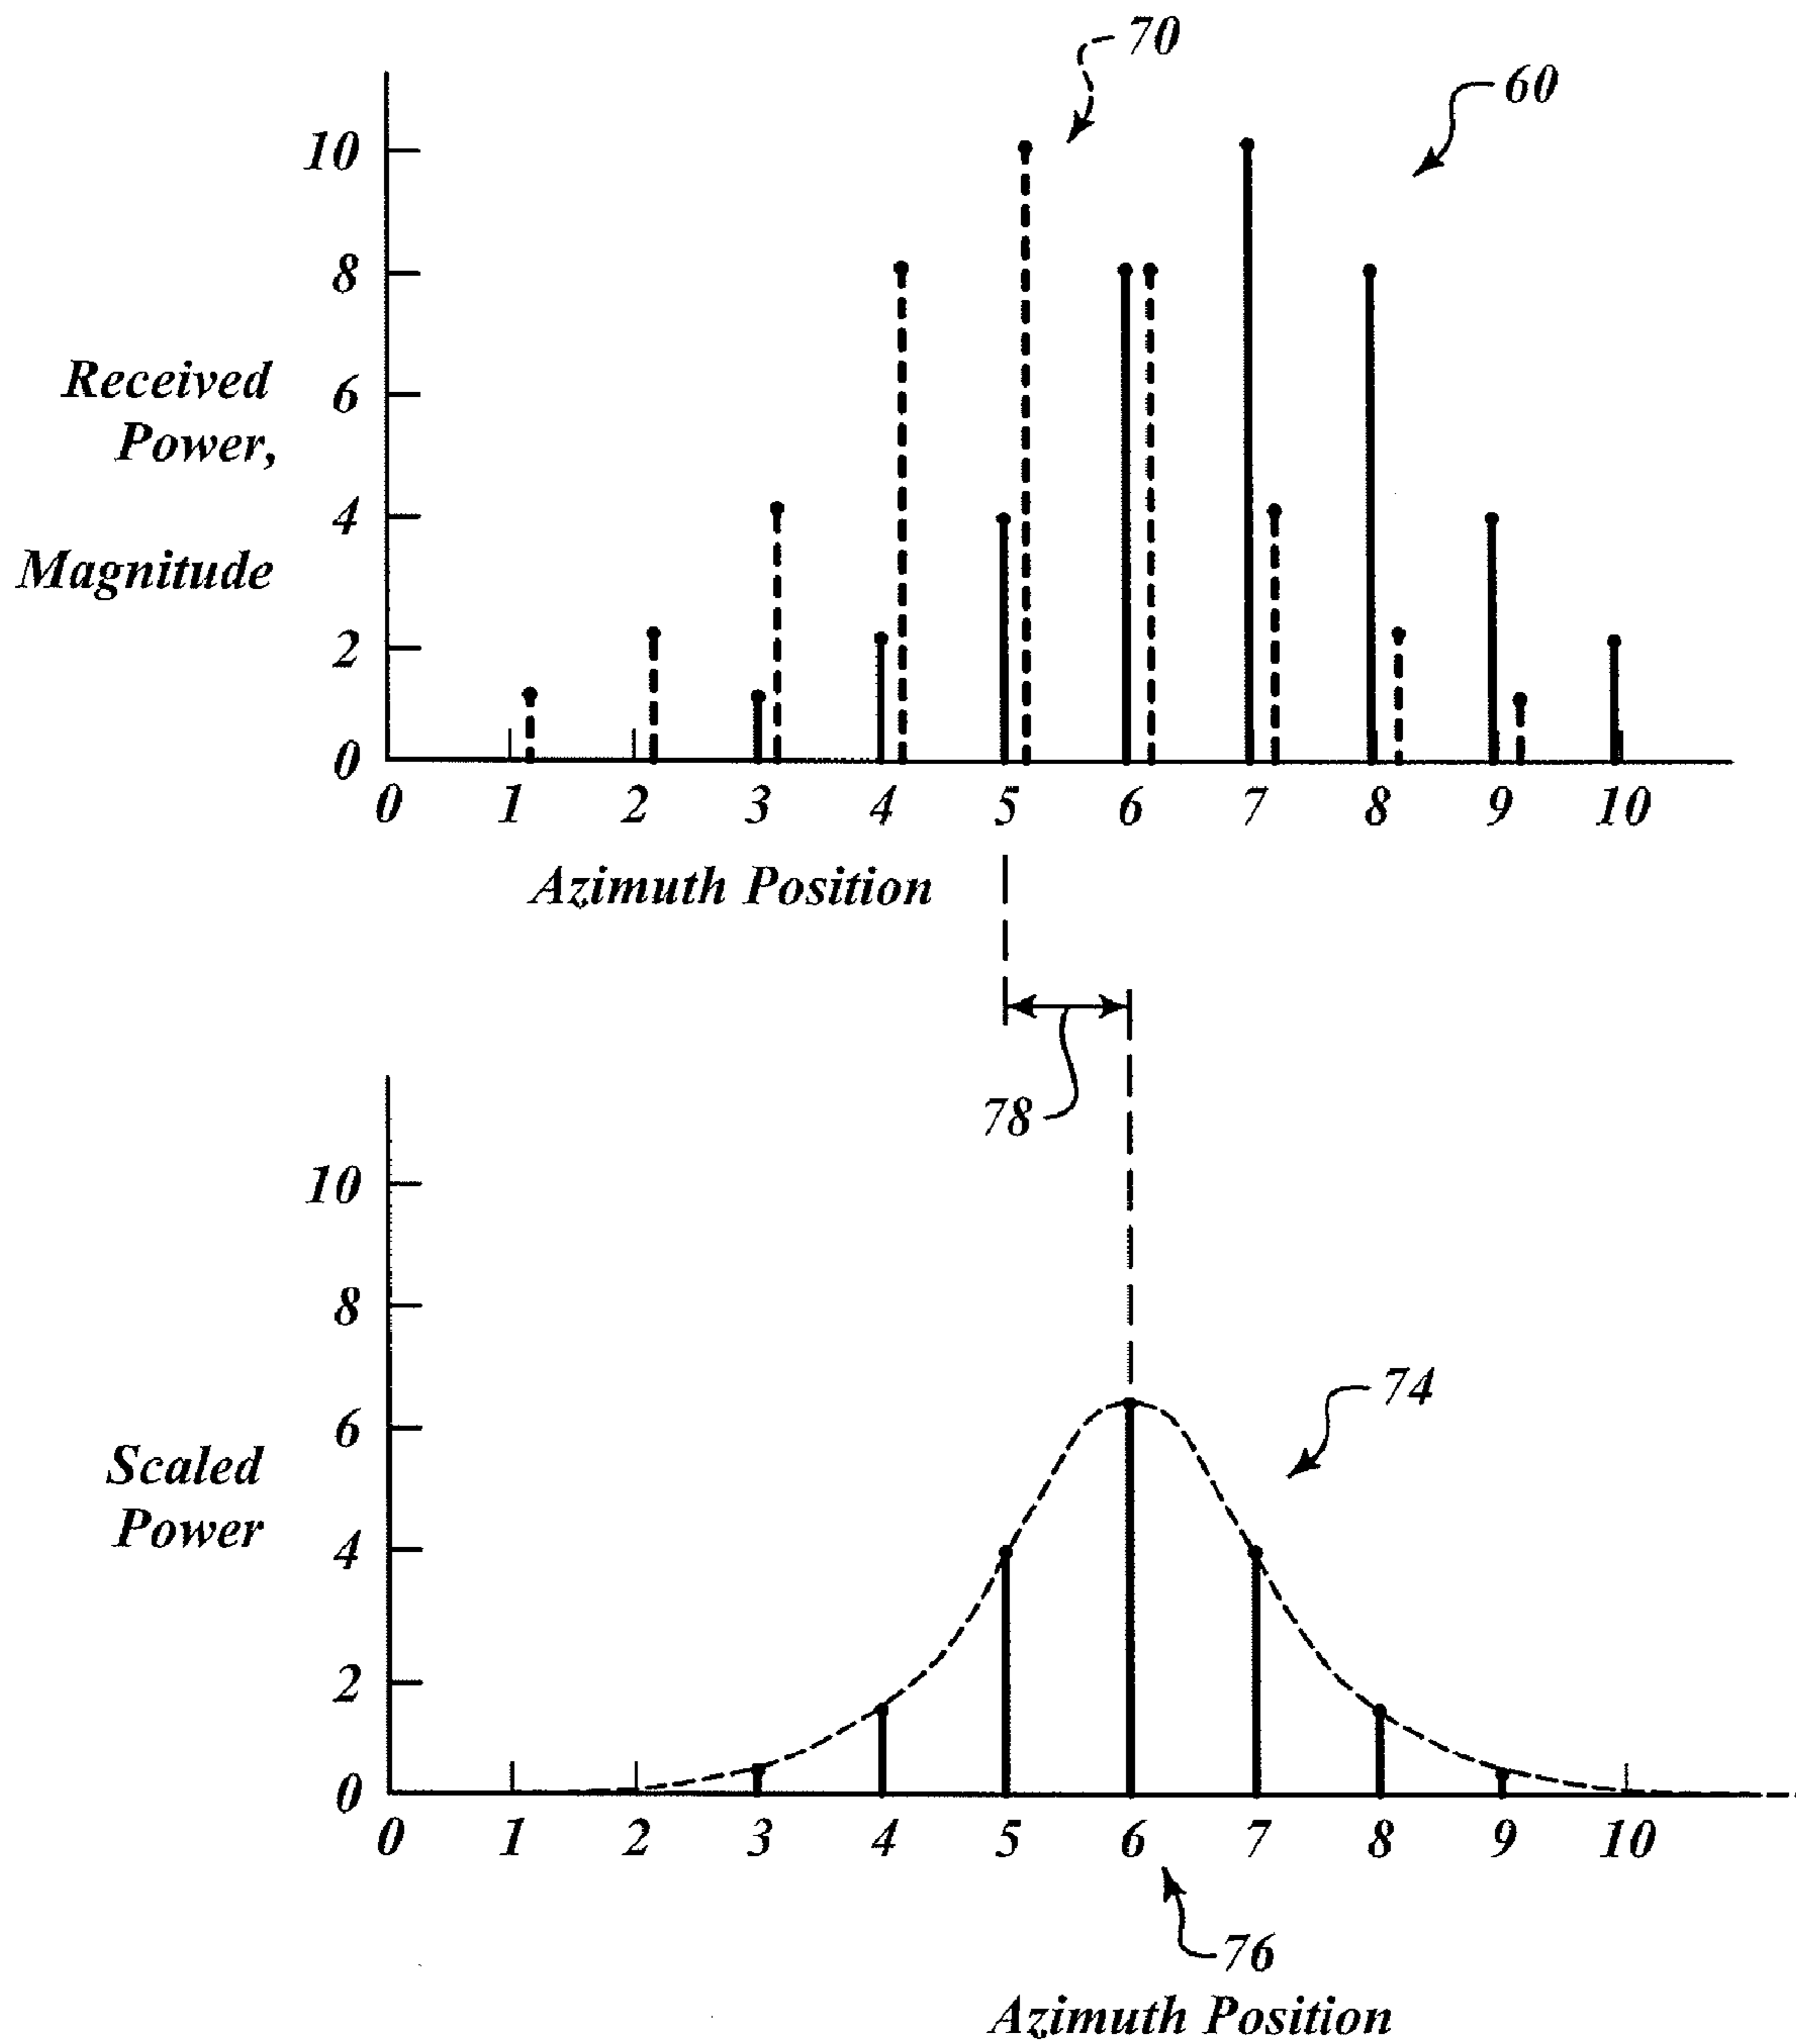 70
60
10
8
6
4
2
0
Received
Power,
Magnitude
0 1 2 3 4 5 6 7 8 9 10
Azimuth Position
78
10
8
6
4
2
0
Scaled
Power
74
0 1 2 3 4 5 6 7 8 9 10
76
Azimuth Position